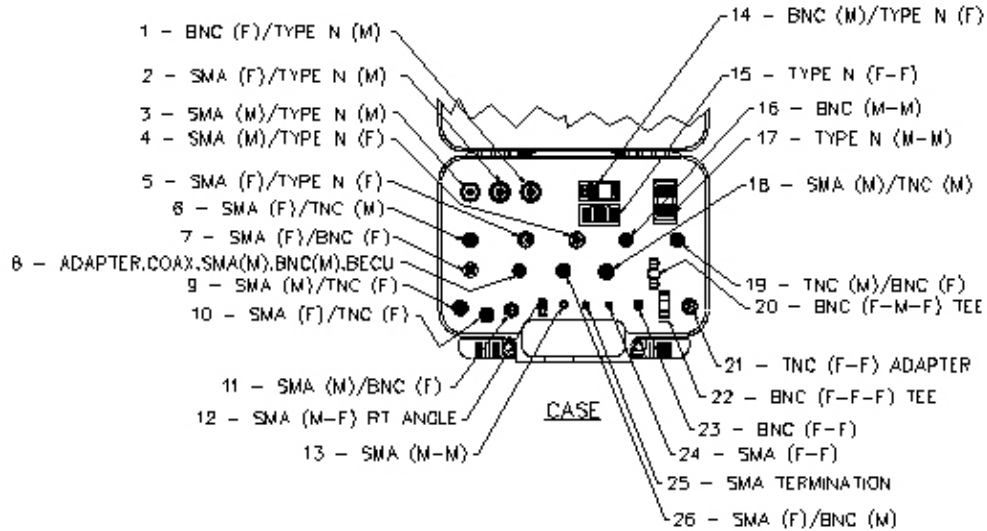 1 - BNC (F)/TYPE N (M)
2 - SMA (F)/TYPE N (M)
3 - SMA (M)/TYPE N (M)
4 - SMA (M)/TYPE N (F)
5 - SMA (F)/TYPE N (F)
6 - SMA (F)/TNC (M)
7 - SMA (F)/BNC (F)
8 - ADAPTER,COAX,SMA(M),BNC(M),BECU
9 - SMA (M)/TNC (F)
10 - SMA (F)/TNC (F)
11 - SMA (M)/BNC (F)
12 - SMA (M-F) RT ANGLE
13 - SMA (M-M)
CASE
14 - BNC (M)/TYPE N (F)
15 - TYPE N (F-F)
16 - BNC (M-M)
17 - TYPE N (M-M)
18 - SMA (M)/TNC (M)
19 - TNC (M)/BNC (F)
20 - BNC (F-M-F) TEE
21 - TNC (F-F) ADAPTER
22 - BNC (F-F-F) TEE
23 - BNC (F-F)
24 - SMA (F-F)
25 - SMA TERMINATION
26 - SMA (F)/BNC (M)